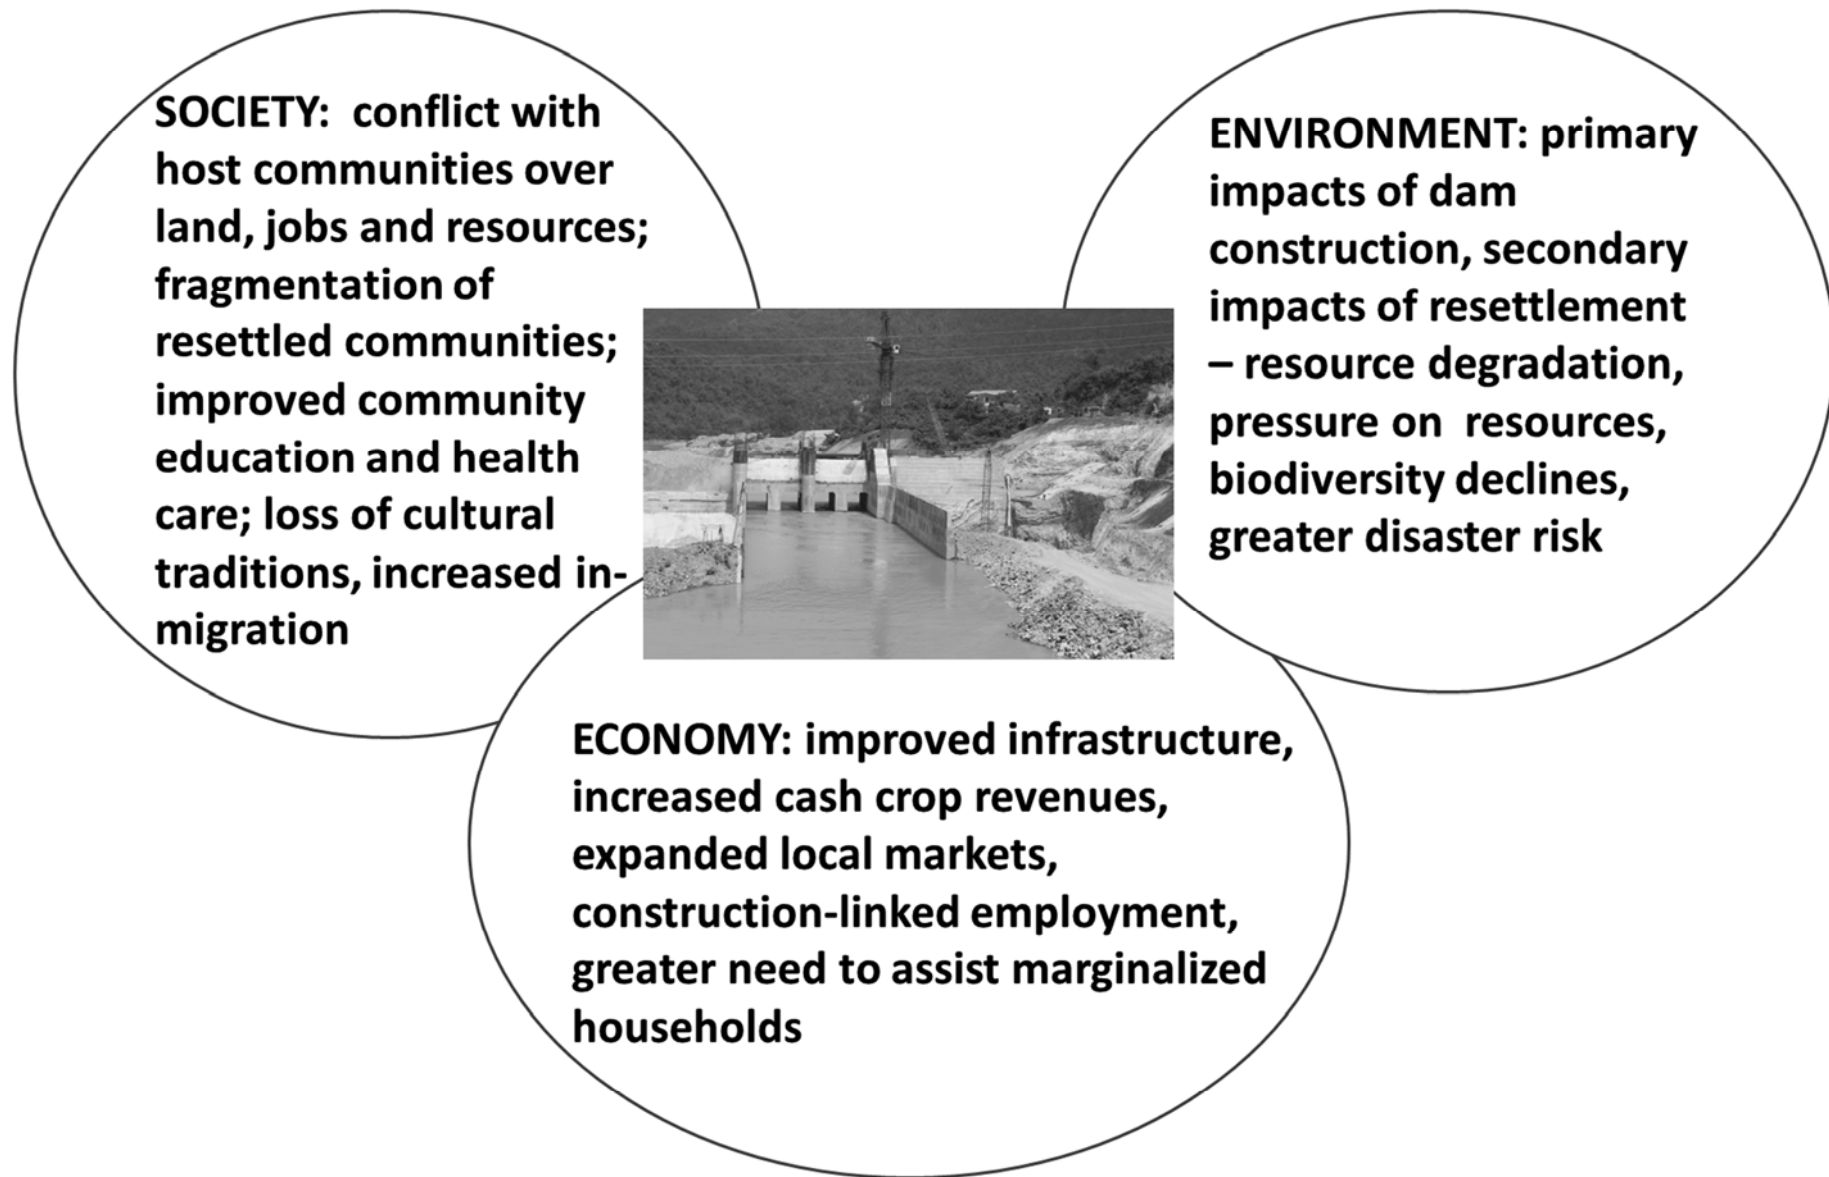 SOCIETY: conflict with
host communities over
land, jobs and resources;
fragmentation of
resettled communities;
improved community
education and health
care; loss of cultural
traditions, increased in-
migration
ENVIRONMENT: primary
impacts of dam
construction, secondary
impacts of resettlement
– resource degradation,
pressure on resources,
biodiversity declines,
greater disaster risk
ECONOMY: improved infrastructure,
increased cash crop revenues,
expanded local markets,
construction-linked employment,
greater need to assist marginalized
households